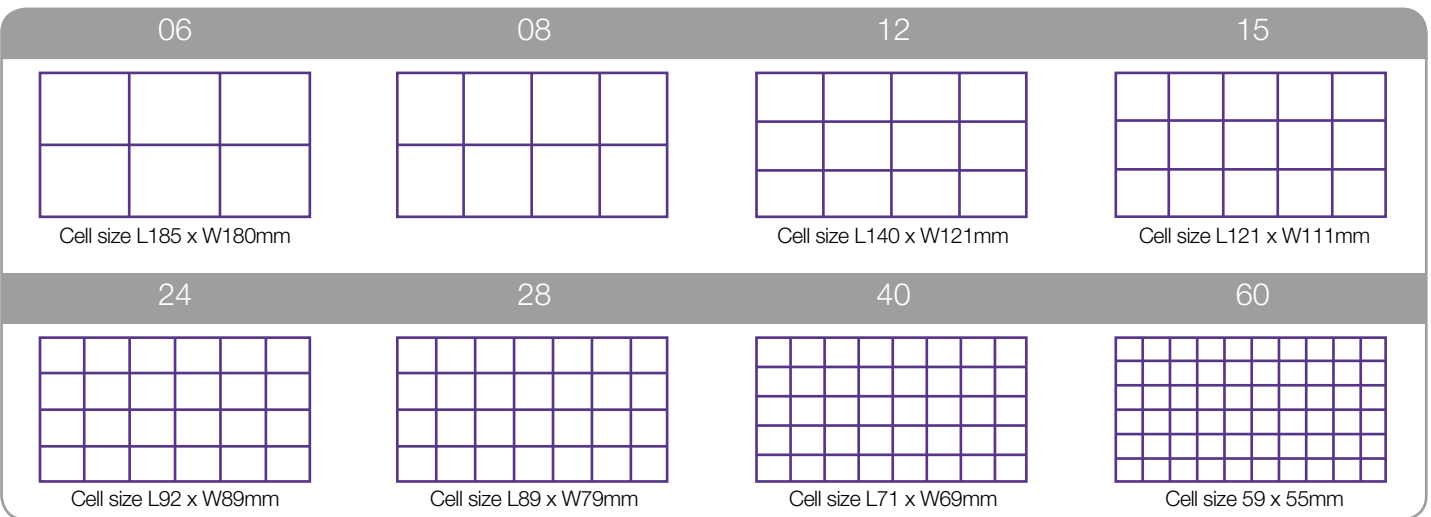 06 08 12 15
Cell size L185 x W180mm Cell size L140 x W121mm Cell size L121 x W111mm
24 28 40 60
Cell size L92 x W89mm Cell size L89 x W79mm Cell size L71 x W69mm Cell size 59 x 55mm